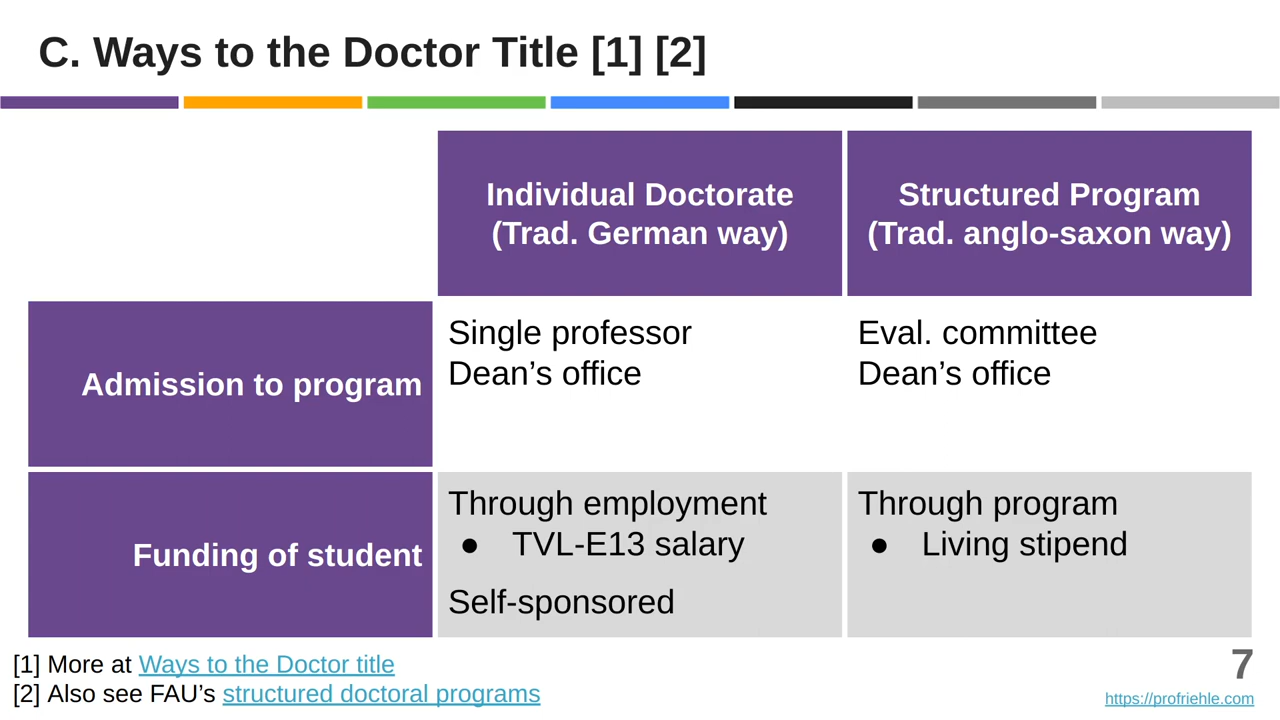 C. Ways to the Doctor Title [1] [2]
Individual Doctorate
(Trad. German way)
Structured Program
(Trad. anglo-saxon way)
Admission to program
Single professor
Dean’s office
Eval. committee
Dean’s office
Funding of student
Through employment
● TVL-E13 salary
Self-sponsored
Through program
● Living stipend
[1] More at Ways to the Doctor title
[2] Also see FAU’s structured doctoral programs
7
https://profriehle.com